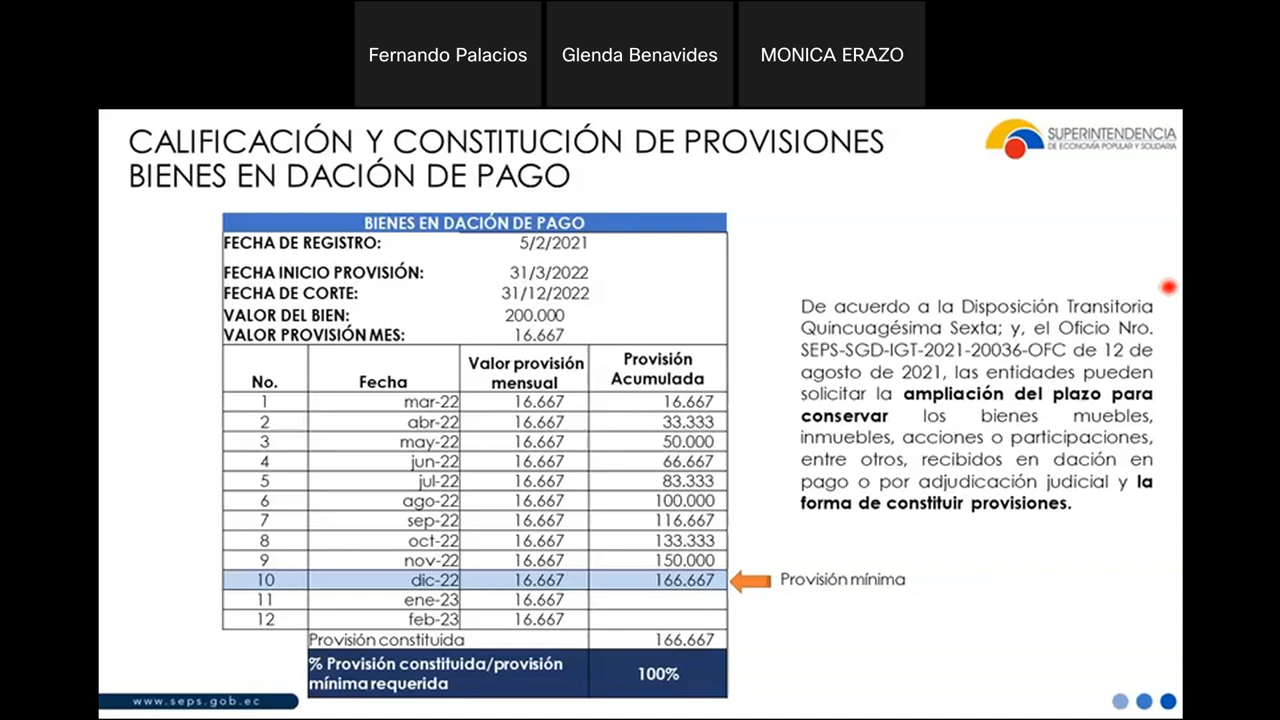 Fernando Palacios
Glenda Benavides
MONICA ERAZO
CALIFICACIÓN Y CONSTITUCIÓN DE PROVISIONES
BIENES EN DACIÓN DE PAGO
SUPERINTENDENCIA
DE ECONOMÍA POPULAR Y SOLIDARIA
BIENES EN DACIÓN DE PAGO
FECHA DE REGISTRO: 5/2/2021
FECHA INICIO PROVISIÓN: 31/3/2022
FECHA DE CORTE: 31/12/2022
VALOR DEL BIEN: 200.000
VALOR PROVISIÓN MES: 16.667
No. Fecha Valor provisión mensual Provisión Acumulada
1 mar-22 16.667 16.667
2 abr-22 16.667 33.333
3 may-22 16.667 50.000
4 jun-22 16.667 66.667
5 jul-22 16.667 83.333
6 ago-22 16.667 100.000
7 sep-22 16.667 116.667
8 oct-22 16.667 133.333
9 nov-22 16.667 150.000
10 dic-22 16.667 166.667
11 ene-23 16.667
12 feb-23 16.667
Provisión constituida 166.667
% Provisión constituida/provisión
mínima requerida 100%
Provisión mínima
De acuerdo a la Disposición Transitoria
Quincuagésima Sexta; y, el Oficio Nro.
SEPS-SGD-IGT-2021-20036-OFC de 12 de
agosto de 2021, las entidades pueden
solicitar la ampliación del plazo para
conservar los bienes muebles,
inmuebles, acciones o participaciones,
entre otros, recibidos en dación en
pago o por adjudicación judicial y la
forma de constituir provisiones.
www.seps.gob.ec